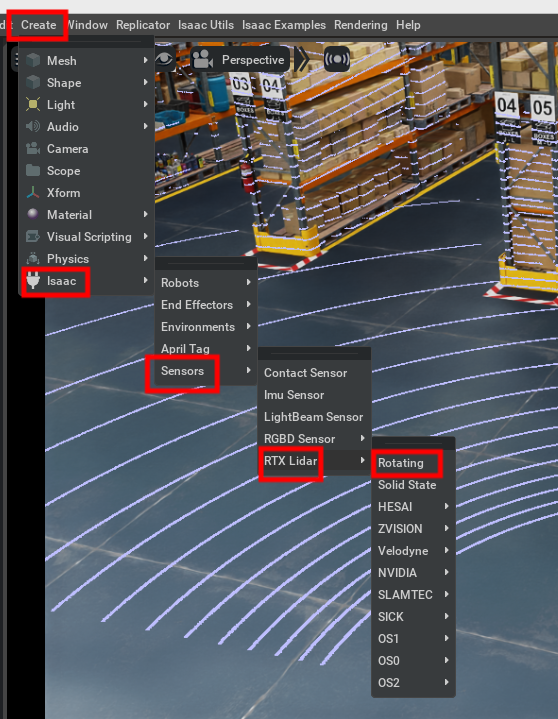 Create Window Replicator Isaac Utils Isaac Examples Rendering Help
Perspective
Mesh
Shape
Light
Audio
Camera
Scope
Xform
Material
Visual Scripting
Physics
Isaac
03 04
04 05
Robots
End Effectors
Environments
April Tag
Sensors
Contact Sensor
Imu Sensor
LightBeam Sensor
RGBD Sensor
RTX Lidar
Rotating
Solid State
HESAI
ZVISION
Velodyne
NVIDIA
SLAMTEC
SICK
OS1
OS0
OS2